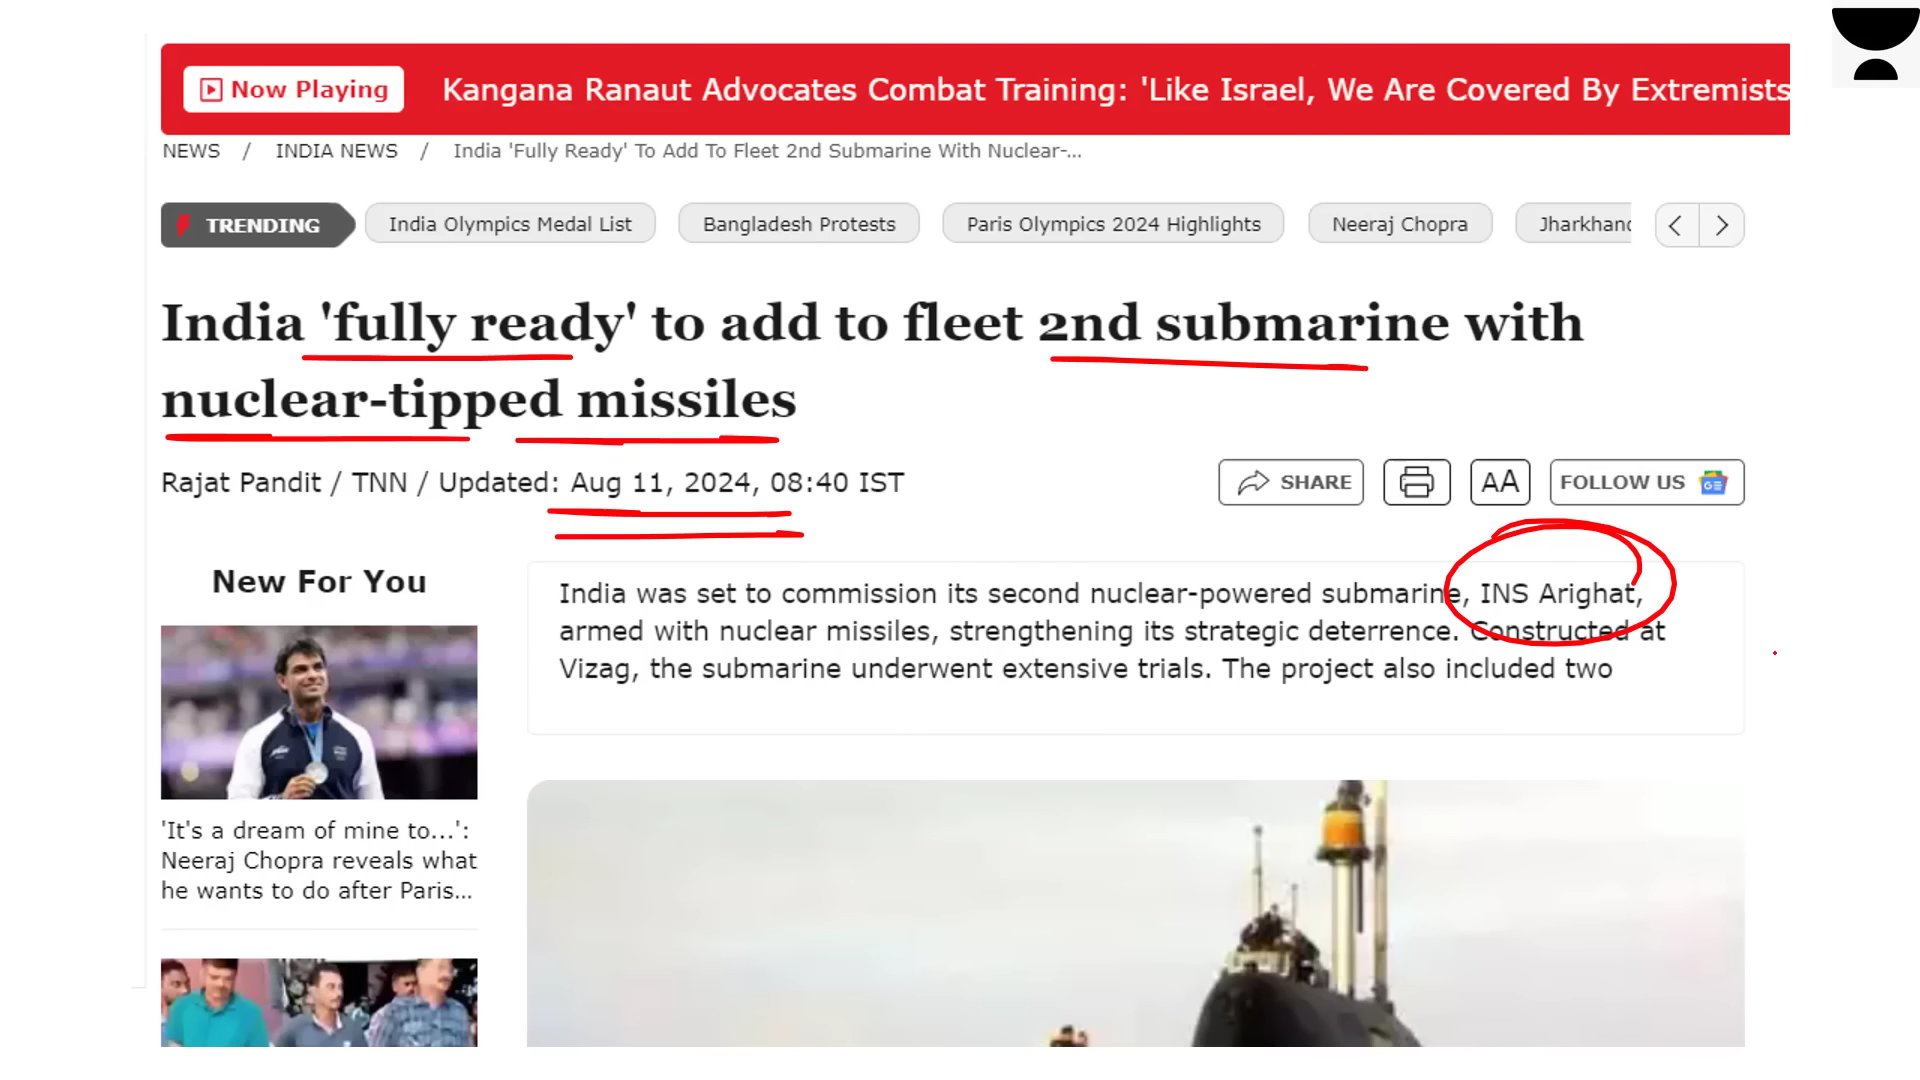 Now Playing
Kangana Ranaut Advocates Combat Training: 'Like Israel, We Are Covered By Extremists
NEWS / INDIA NEWS / India 'Fully Ready' To Add To Fleet 2nd Submarine With Nuclear-...
TRENDING
India Olympics Medal List
Bangladesh Protests
Paris Olympics 2024 Highlights
Neeraj Chopra
Jharkhand
India 'fully ready' to add to fleet 2nd submarine with
nuclear-tipped missiles
Rajat Pandit / TNN / Updated: Aug 11, 2024, 08:40 IST
SHARE
AA
FOLLOW US
New For You
India was set to commission its second nuclear-powered submarine, INS Arighat,
armed with nuclear missiles, strengthening its strategic deterrence. Constructed at
Vizag, the submarine underwent extensive trials. The project also included two
'It's a dream of mine to...':
Neeraj Chopra reveals what
he wants to do after Paris...